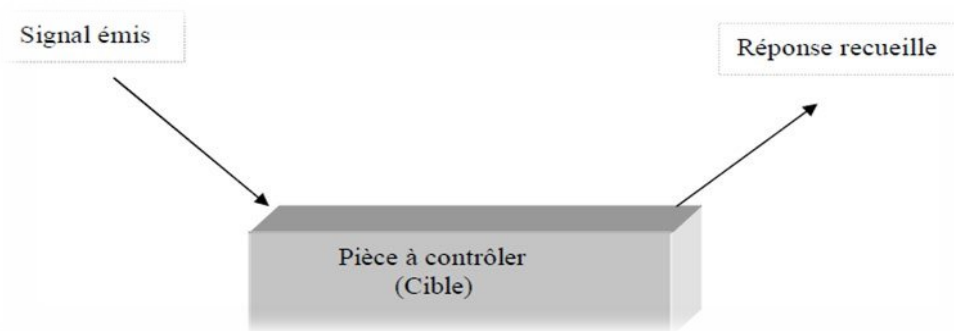 Signal émis
Réponse recueille
Pièce à contrôler
(Cible)